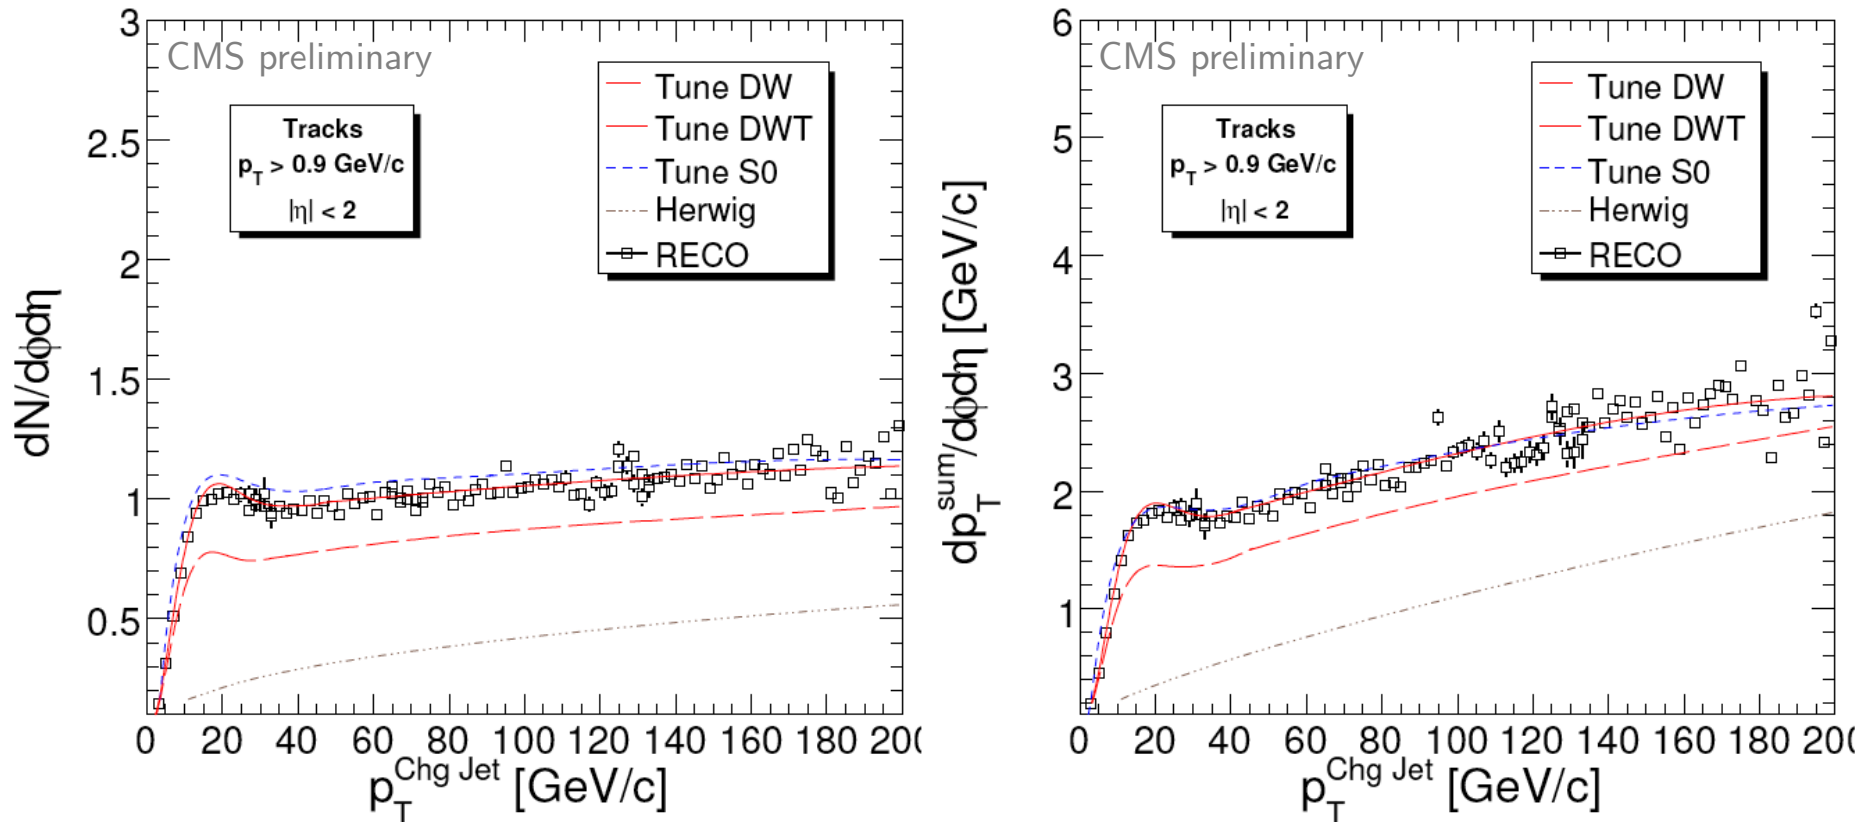 CMS preliminary
Tracks
p_T > 0.9 GeV/c
|η| < 2
Tune DW
Tune DWT
Tune S0
Herwig
RECO
dN/dϕdη
3
2.5
2
1.5
1
0.5
0 20 40 60 80 100 120 140 160 180 200
p_T^Chg Jet [GeV/c]
CMS preliminary
Tracks
p_T > 0.9 GeV/c
|η| < 2
Tune DW
Tune DWT
Tune S0
Herwig
RECO
dp_T^sum/dϕdη [GeV/c]
6
5
4
3
2
1
0 20 40 60 80 100 120 140 160 180 200
p_T^Chg Jet [GeV/c]